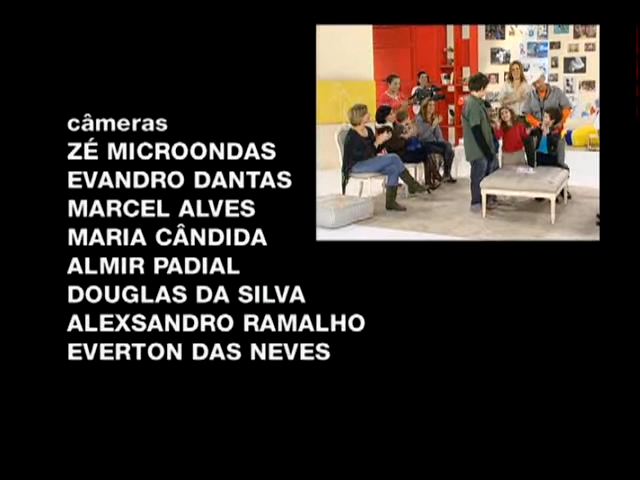 câmeras
ZÉ MICROONDAS
EVANDRO DANTAS
MARCEL ALVES
MARIA CÂNDIDA
ALMIR PADIAL
DOUGLAS DA SILVA
ALEXSANDRO RAMALHO
EVERTON DAS NEVES